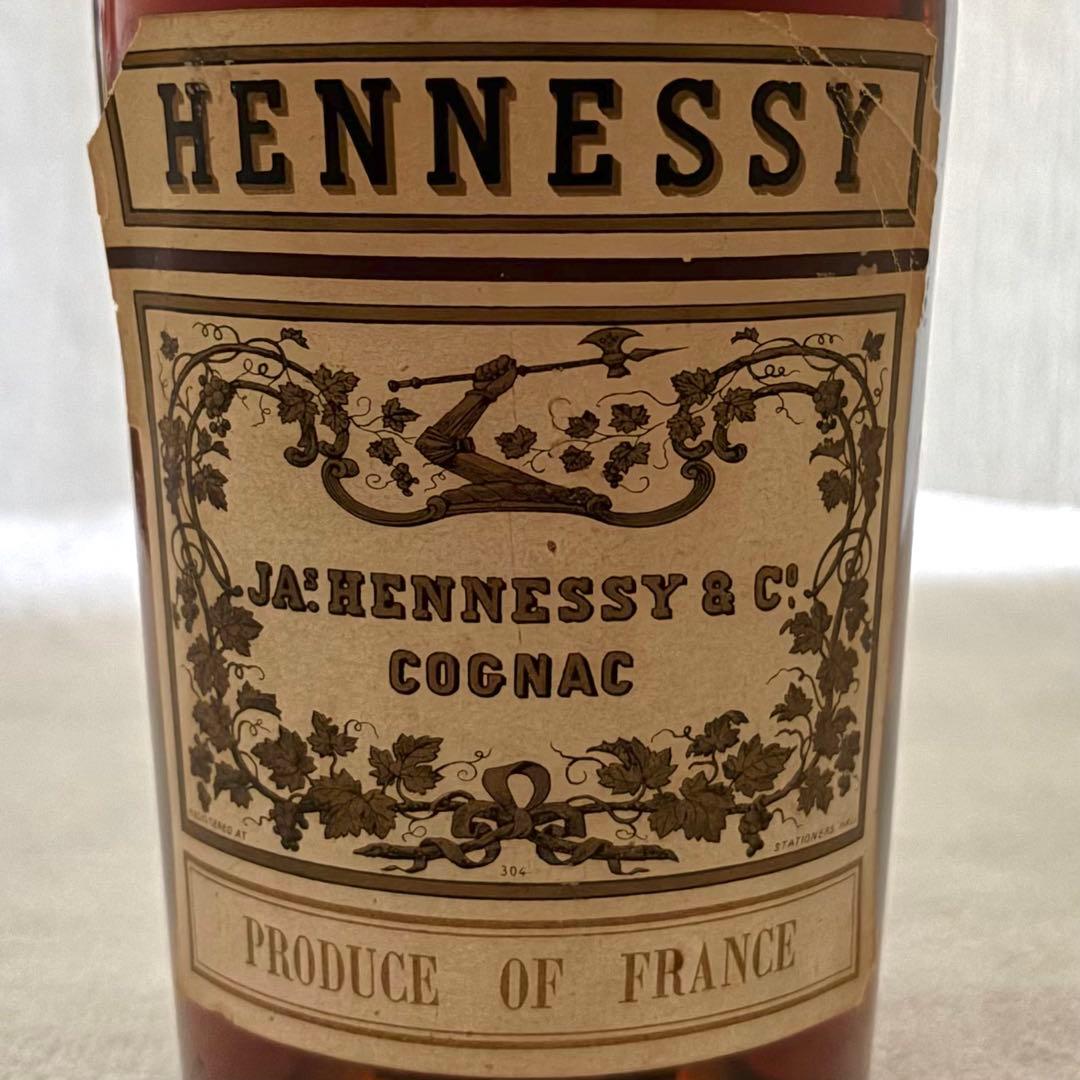 HENNESSY
JAS. HENNESSY & CO.
COGNAC
REGISTERED AT
STATIONERS HALL
304
PRODUCE OF FRANCE